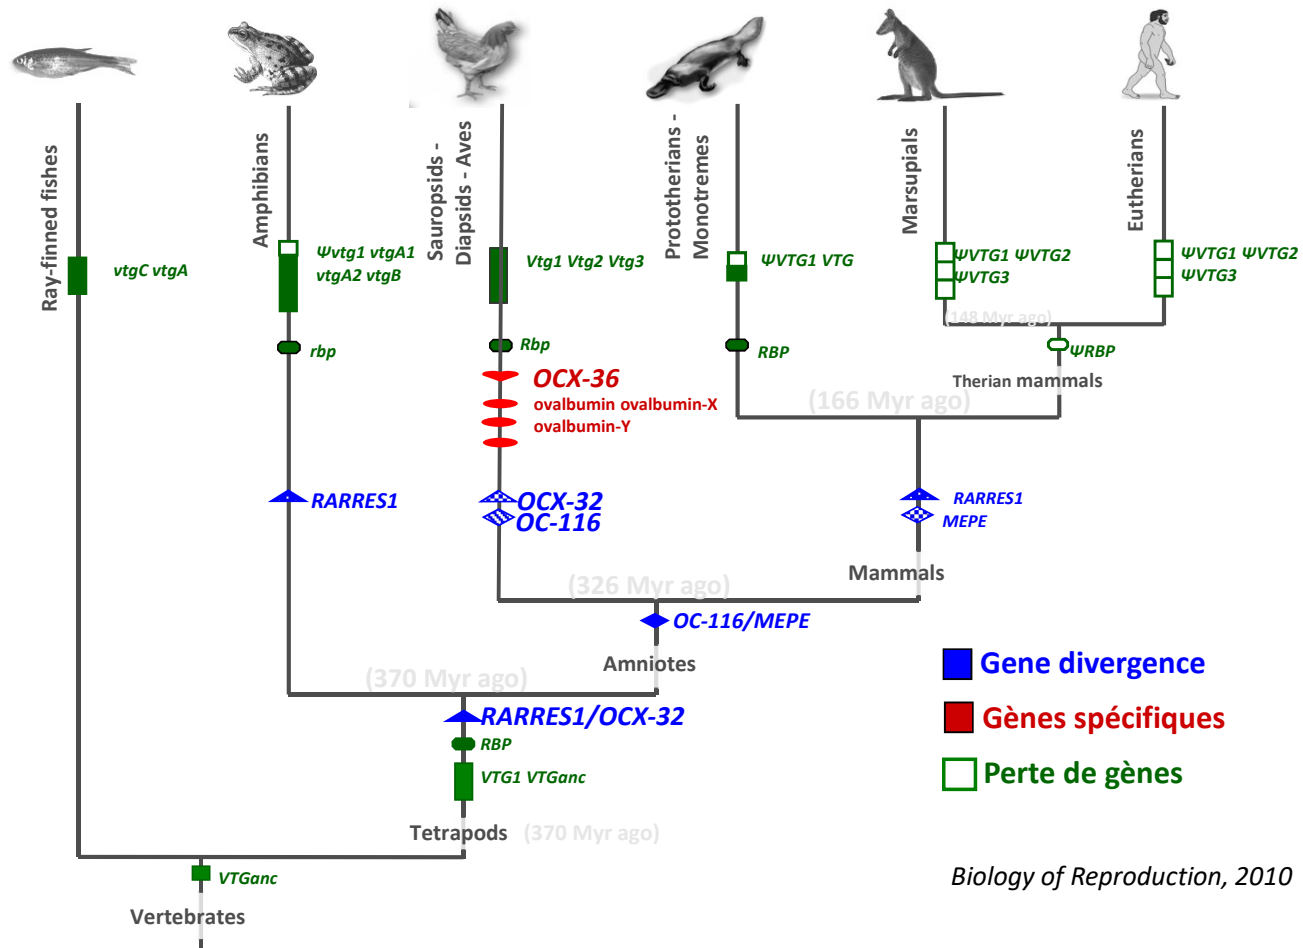 Ray-finned fishes
Amphibians
Sauropsids -
Diapsids - Aves
Prototherians -
Monotremes
Marsupials
Eutherians
vtgC vtgA
Ψvtg1 vtgA1
vtgA2 vtgB
Vtg1 Vtg2 Vtg3
ΨVTG1 VTG
ΨVTG1 ΨVTG2
ΨVTG3
ΨVTG1 ΨVTG2
ΨVTG3
(148 Myr ago)
rbp
Rbp
RBP
ΨRBP
OCX-36
ovalbumin ovalbumin-X
ovalbumin-Y
Therian mammals
(166 Myr ago)
RARRES1
OCX-32
OC-116
RARRES1
MEPE
Mammals
(326 Myr ago)
OC-116/MEPE
Amniotes
(370 Myr ago)
RARRES1/OCX-32
RBP
VTG1 VTGanc
Tetrapods (370 Myr ago)
VTGanc
Vertebrates
Gene divergence
Gènes spécifiques
Perte de gènes
Biology of Reproduction, 2010